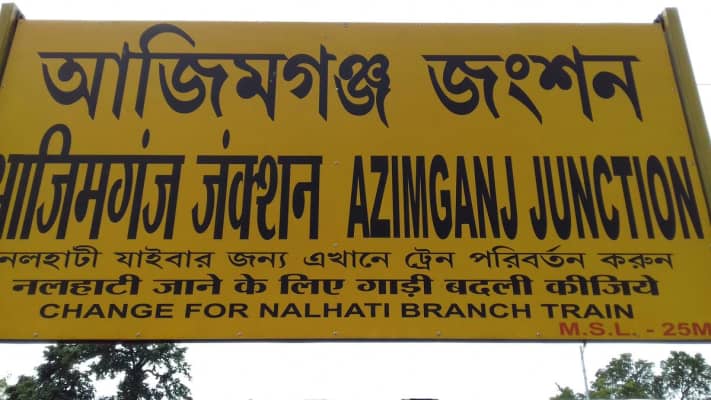 আজিমগঞ্জ জংশন
आजिमगंज जंक्शन AZIMGANJ JUNCTION
নলহাটী যাইবার জন্য এখানে ট্রেন পরিবর্তন করুন
नलहाटी जाने के लिए गाड़ी बदली कीजिये
CHANGE FOR NALHATI BRANCH TRAIN
M.S.L. - 25M